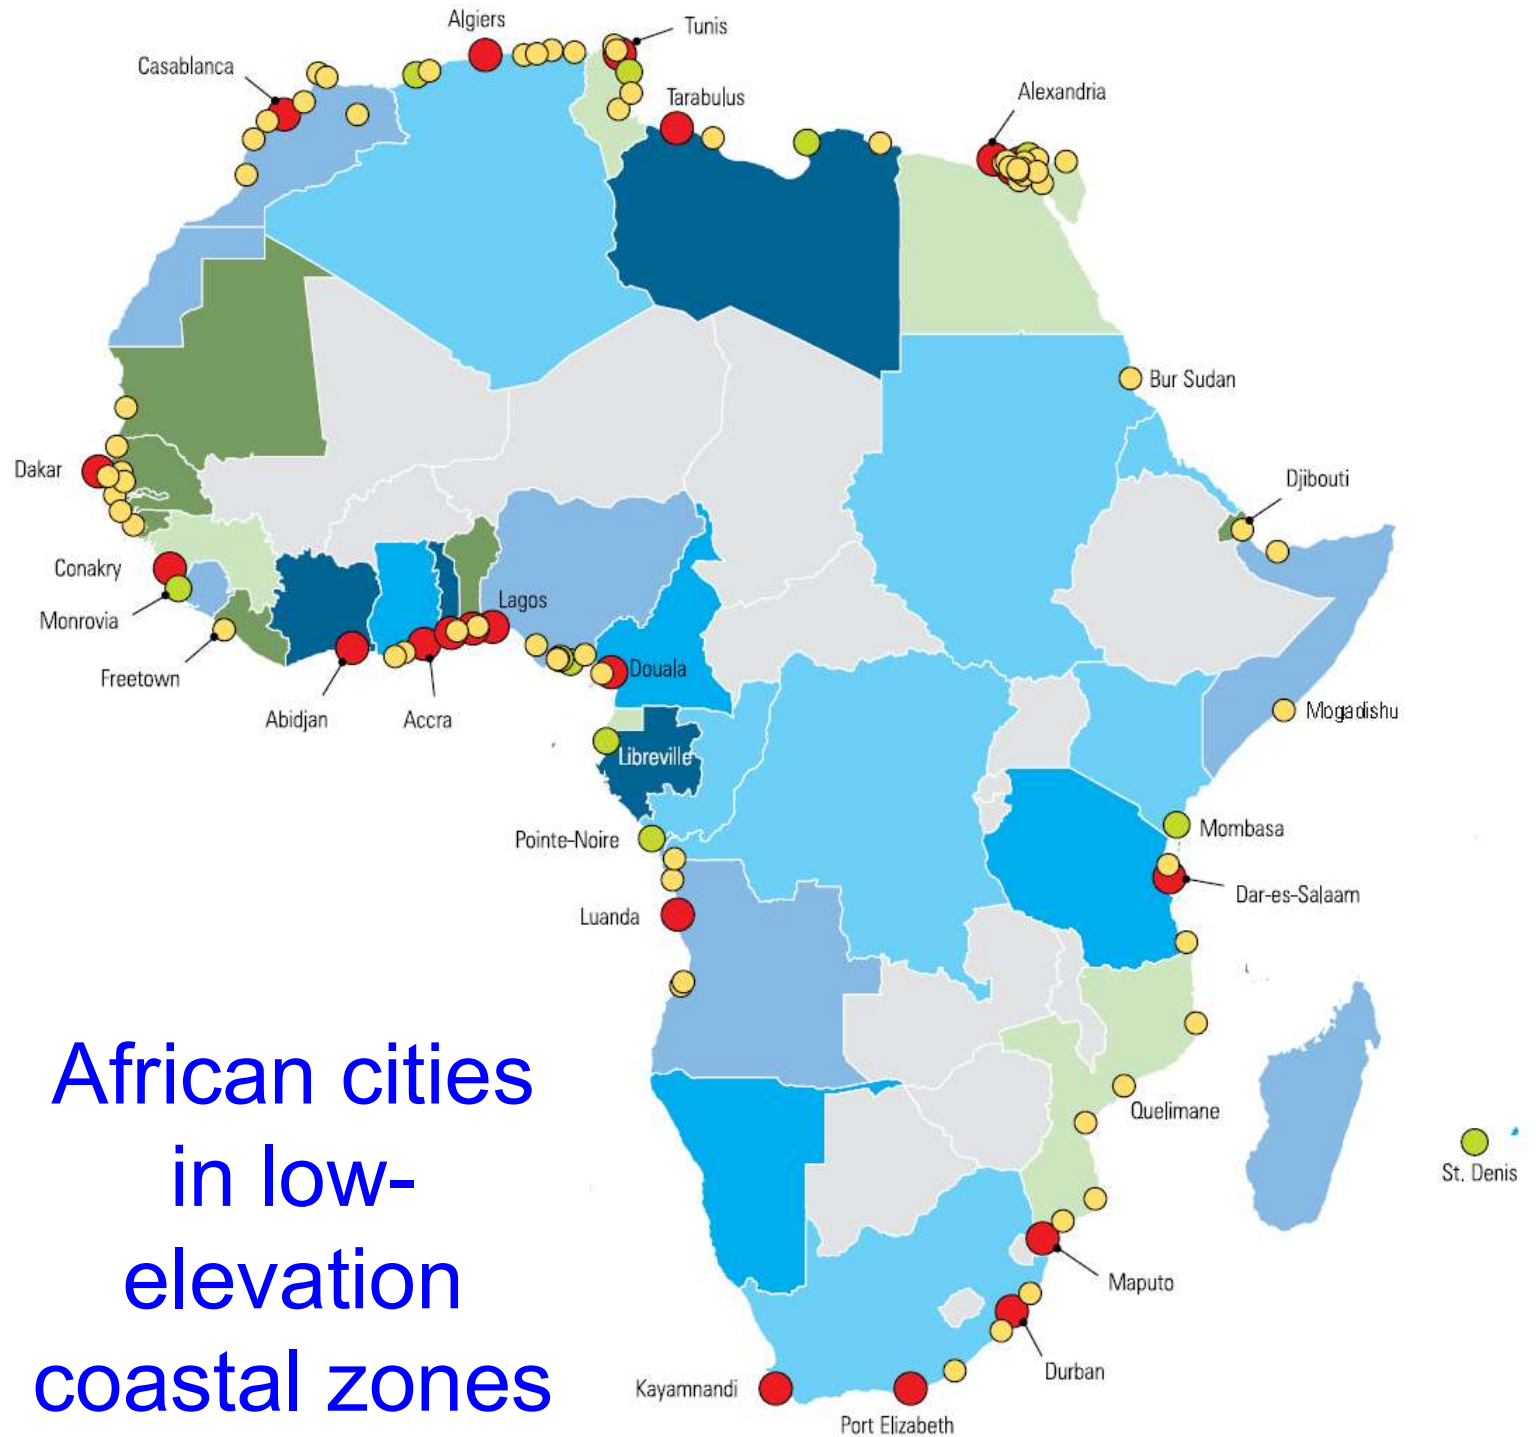 Algiers
Tunis
Casablanca
Tarabulus
Alexandria
Bur Sudan
Dakar
Djibouti
Conakry
Lagos
Monrovia
Freetown
Douala
Abidjan
Accra
Mogadishu
Libreville
Pointe-Noire
Mombasa
Dar-es-Salaam
Luanda
African cities
in low-
elevation
coastal zones
Quelimane
St. Denis
Maputo
Durban
Kayamnandi
Port Elizabeth